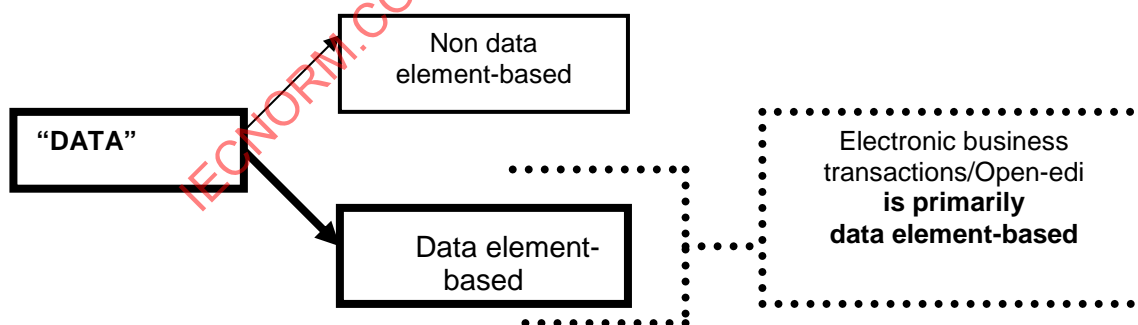 Non data
element-based
“DATA”
IECNORM.CO
Electronic business
transactions/Open-edi
is primarily
data element-based
Data element-
based